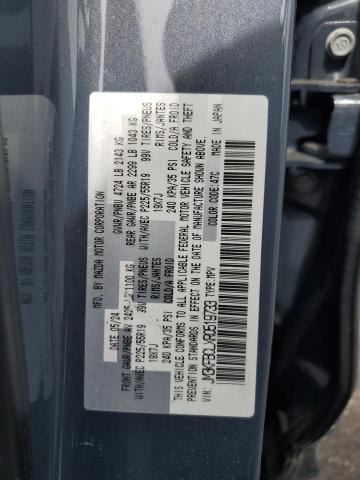 MFD. BY MAZDA MOTOR CORPORATION MADE IN JAPAN
DATE: 05/24 GVWR/PNBV 4724 LB 2143 KG
FRONT GAWR/PNBE AV 1100 KG REAR GAWR/PNBE AR 2299 LB 1043 KG
WITH/AVEC P225/55R19 99V TIRES/PNEUS WITH/AVEC P225/55R19 99V TIRES/PNEUS
19X7J RIMS/JANTES 19X7J RIMS/JANTES
240 KPA/35 PSI COLD/A FROID 240 KPA/35 PSI COLD/A FROID
THIS VEHICLE CONFORMS TO ALL APPLICABLE FEDERAL MOTOR VEHICLE SAFETY
STANDARDS IN EFFECT ON THE DATE OF MANUFACTURE SHOWN ABOVE.
VIN: TYPE:MPV COLOR CODE:47C